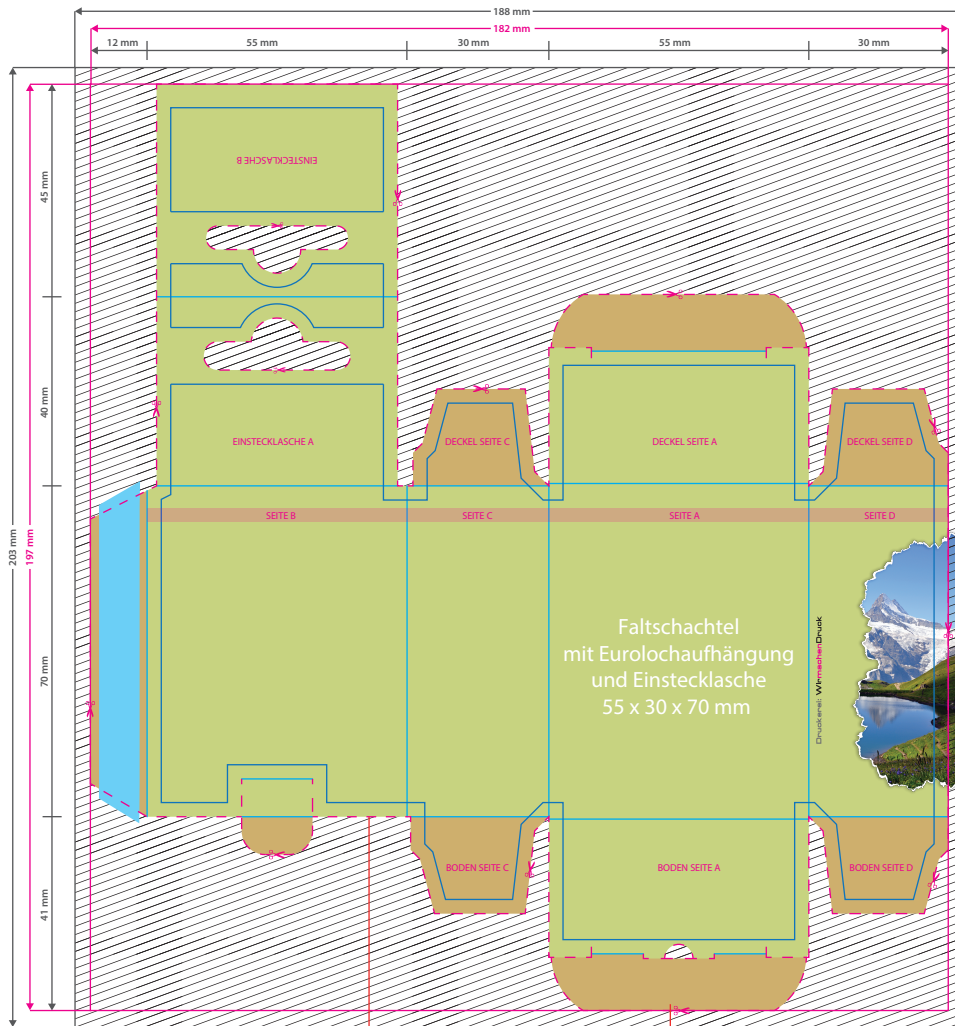 188 mm
182 mm
12 mm
55 mm
30 mm
55 mm
30 mm
203 mm
197 mm
45 mm
40 mm
70 mm
41 mm
EINSTECKLASCHE B
EINSTECKLASCHE A
DECKEL SEITE C
DECKEL SEITE A
DECKEL SEITE D
SEITE B
SEITE C
SEITE A
SEITE D
Faltschachtel
mit Eurolochaufhängung
und Einstecklasche
55 x 30 x 70 mm
Druckerei: WirmachenDruck
BODEN SEITE C
BODEN SEITE A
BODEN SEITE D